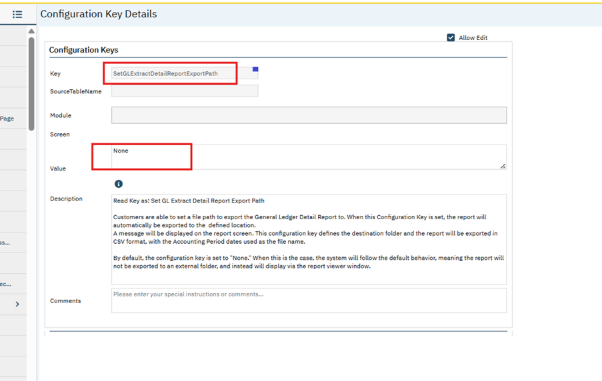 Configuration Key Details
Allow Edit
Configuration Keys
Key
SetGLExtractDetailReportExportPath
SourceTableName
Page
Module
Screen
None
Value
Description
Read Key as: Set GL Extract Detail Report Export Path
Customers are able to set a file path to export the General Ledger Detail Report to. When this Configuration Key is set, the report will
automatically be exported to the defined location.
A message will be displayed on the report screen. This configuration key defines the destination folder and the report will be exported in
CSV format, with the Accounting Period dates used as the file name.
By default, the configuration key is set to "None." When this is the case, the system will follow the default behavior, meaning the report will
not be exported to an external folder, and instead will display via the report viewer window.
ss...
ec...
Comments
Please enter your special instructions or comments...